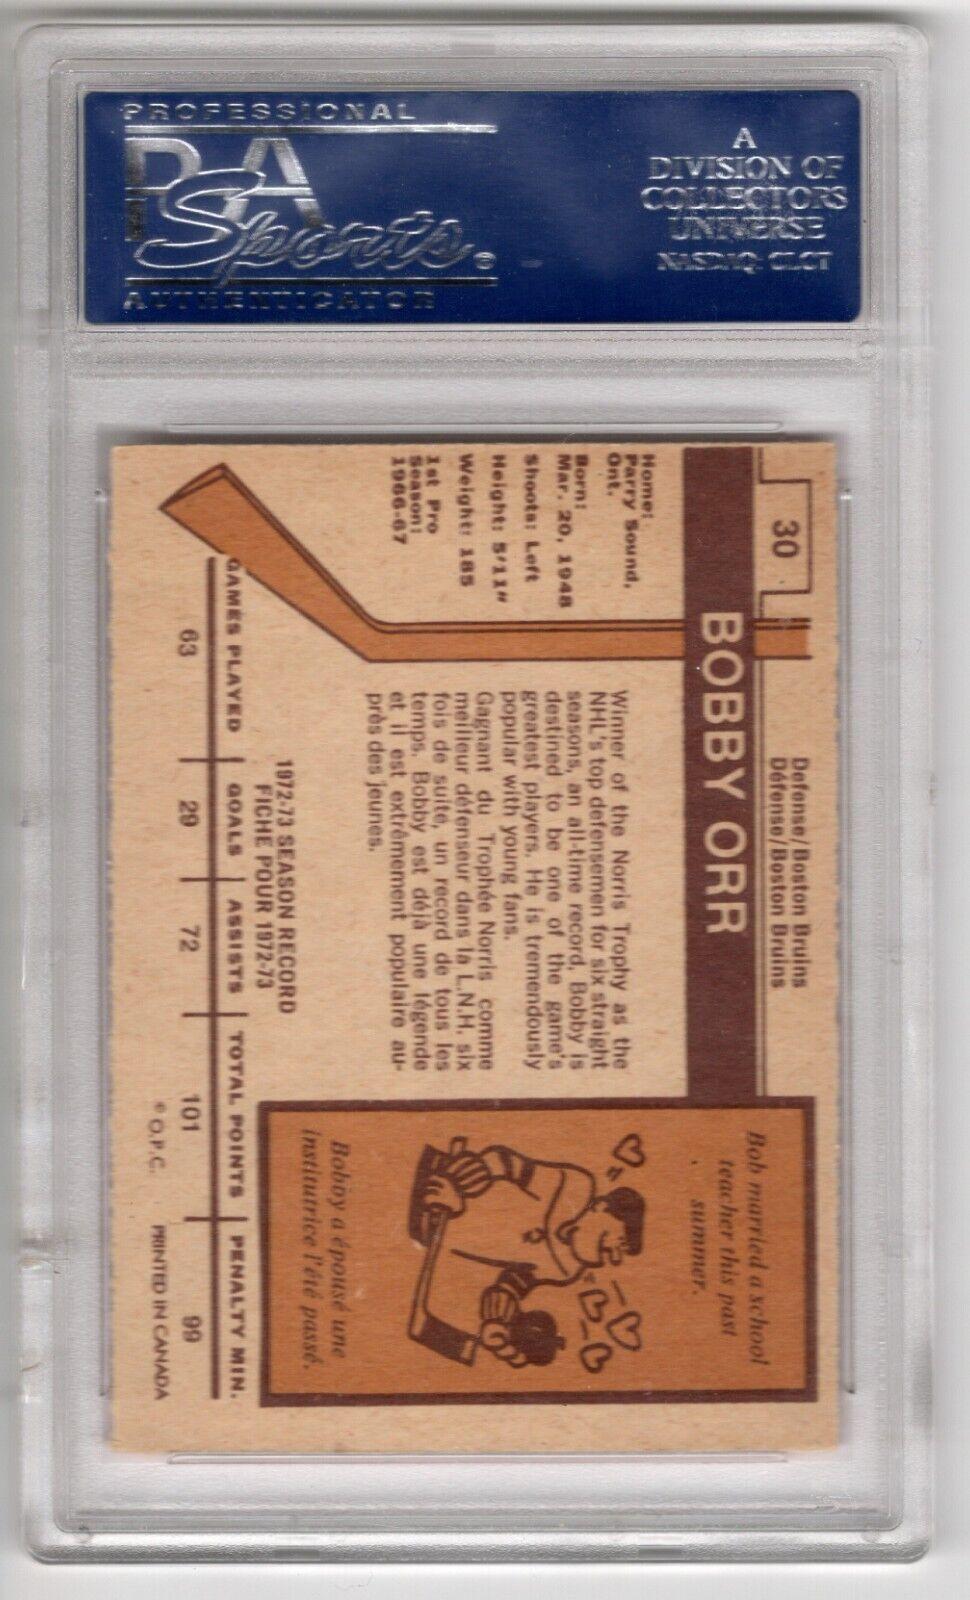 PROFESSIONAL
PSA
Sports
AUTHENTICATOR
A
DIVISION OF
COLLECTORS
UNIVERSE
NASDAQ: CLCT
30
Defense/Boston Bruins
Défense/Boston Bruins
BOBBY ORR
Home:
Parry Sound,
Ont.
Born:
Mar. 20, 1948
Shoots: Left
Height: 5'11"
Weight: 185
1st Pro
Season:
1966-67
Winner of the Norris Trophy as the
NHL's top defensemen for six straight
seasons, an all-time record, Bobby is
destined to be one of the game's
greatest players. He is tremendously
popular with young fans.
Gagnant du Trophée Norris comme
meilleur défenseur dans la L.N.H. six
fois de suite, un record de tous les
temps. Bobby est déjà une légende
et il est extrêmement populaire au-
près des jeunes.
Bob married a school
teacher this past
summer.
Bobby a épousé une
institurice l'été passé.
1972-73 SEASON RECORD
FICHE POUR 1972-73
GAMES PLAYED GOALS ASSISTS TOTAL POINTS PENALTY MIN.
63 29 72 101 99
© O.P.C. PRINTED IN CANADA